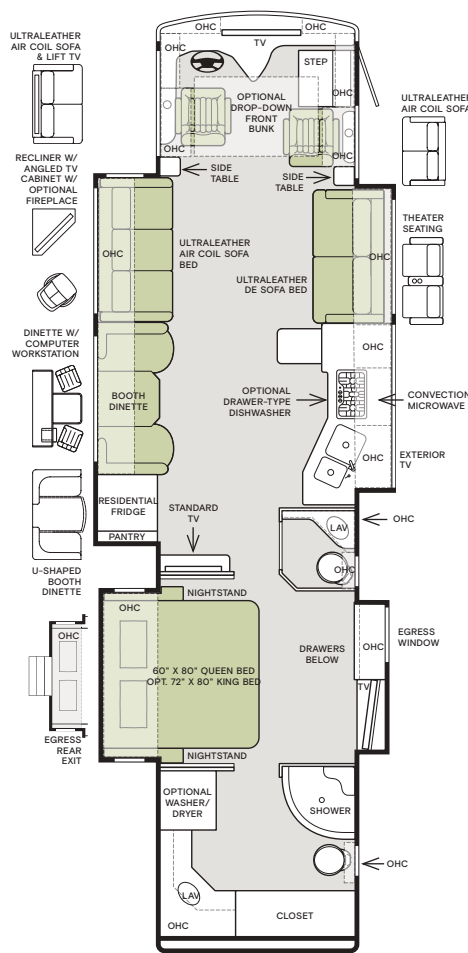 ULTRALEATHER
AIR COIL SOFA
& LIFT TV
OHC
OHC
TV
STEP
OHC
OPTIONAL
DROP-DOWN
FRONT
BUNK
OHC
OHC
ULTRALEATHER
AIR COIL SOFA
RECLINER W/
ANGLED TV
CABINET W/
OPTIONAL
FIREPLACE
SIDE
TABLE
SIDE
TABLE
OHC
ULTRALEATHER
AIR COIL SOFA
BED
ULTRALEATHER
DE SOFA BED
OHC
THEATER
SEATING
DINETTE W/
COMPUTER
WORKSTATION
BOOTH
DINETTE
OHC
OPTIONAL
DRAWER-TYPE
DISHWASHER
CONVECTION
MICROWAVE
OHC
EXTERIOR
TV
RESIDENTIAL
FRIDGE
PANTRY
STANDARD
TV
LAV
OHC
OHC
U-SHAPED
BOOTH
DINETTE
OHC
NIGHTSTAND
60" X 80" QUEEN BED
OPT. 72" X 80" KING BED
NIGHTSTAND
DRAWERS
BELOW
OHC
TV
EGRESS
WINDOW
OHC
EGRESS
REAR
EXIT
OPTIONAL
WASHER/
DRYER
SHOWER
OHC
LAV
OHC
CLOSET